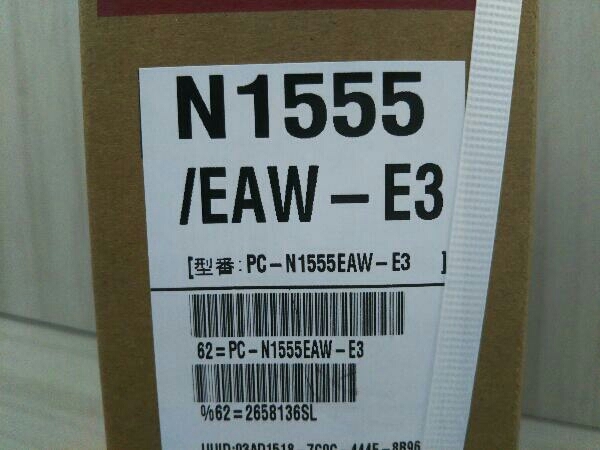 N1555
/EAW-E3
[型番:PC-N1555EAW-E3 ]
62=PC-N1555EAW-E3
%62=2658136SL